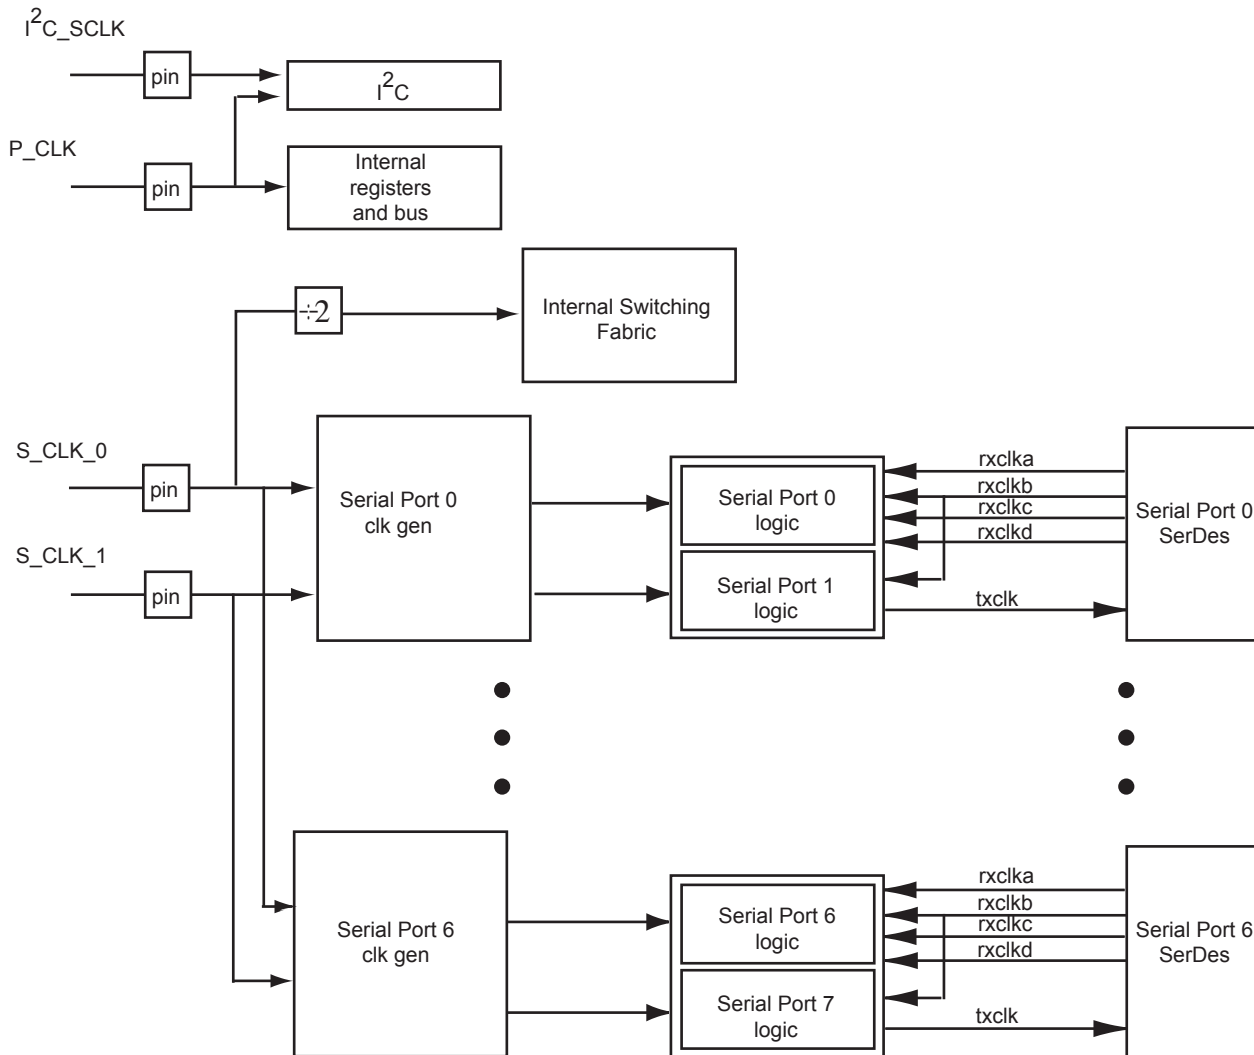 I²C_SCLK
pin
I²C
P_CLK
pin
Internal
registers
and bus
÷2
Internal Switching
Fabric
S_CLK_0
pin
Serial Port 0
clk gen
S_CLK_1
pin
Serial Port 0
logic
Serial Port 1
logic
rxclka
rxclkb
rxclkc
rxclkd
txclk
Serial Port 0
SerDes
Serial Port 6
clk gen
Serial Port 6
logic
Serial Port 7
logic
rxclka
rxclkb
rxclkc
rxclkd
txclk
Serial Port 6
SerDes